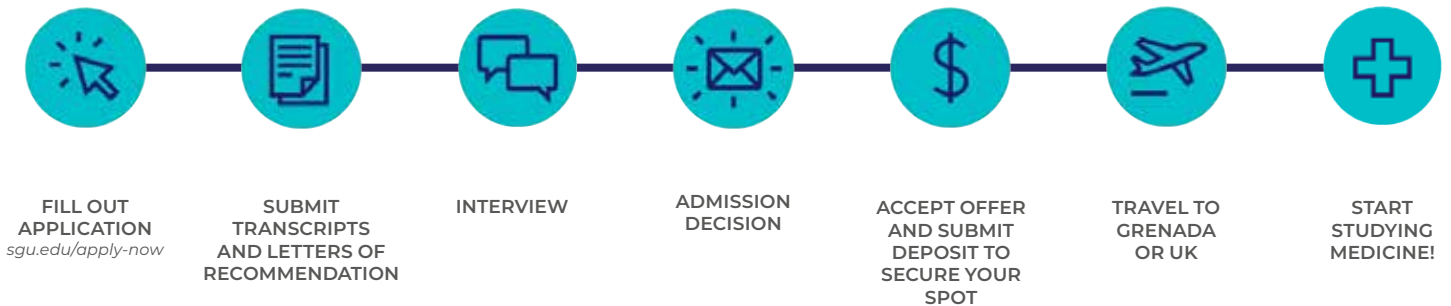 FILL OUT
APPLICATION
sgu.edu/apply-now
SUBMIT
TRANSCRIPTS
AND LETTERS OF
RECOMMENDATION
INTERVIEW
ADMISSION
DECISION
ACCEPT OFFER
AND SUBMIT
DEPOSIT TO
SECURE YOUR
SPOT
TRAVEL TO
GRENADA
OR UK
START
STUDYING
MEDICINE!